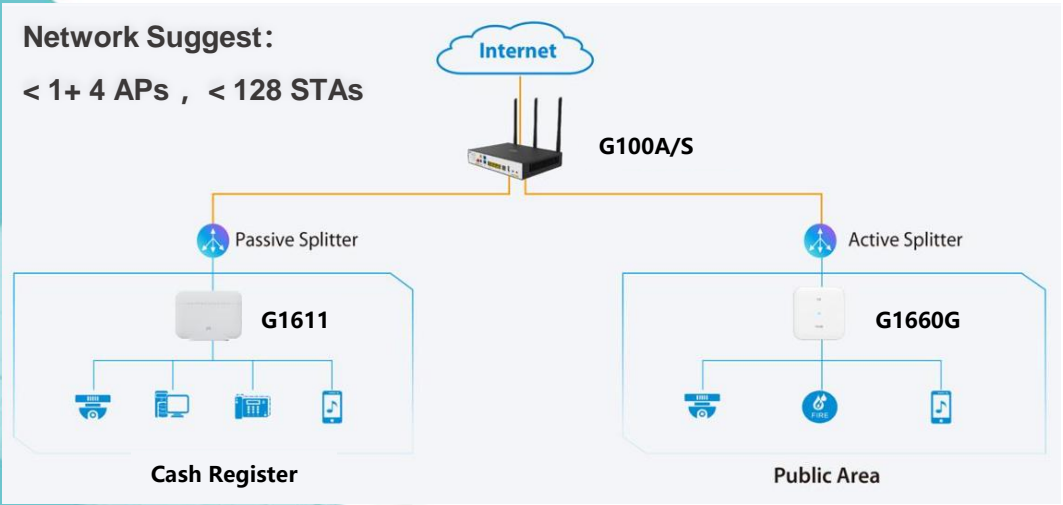 Network Suggest:
< 1+ 4 APs , < 128 STAs
Internet
G100A/S
Passive Splitter
Active Splitter
G1611
G1660G
FIRE
Cash Register
Public Area